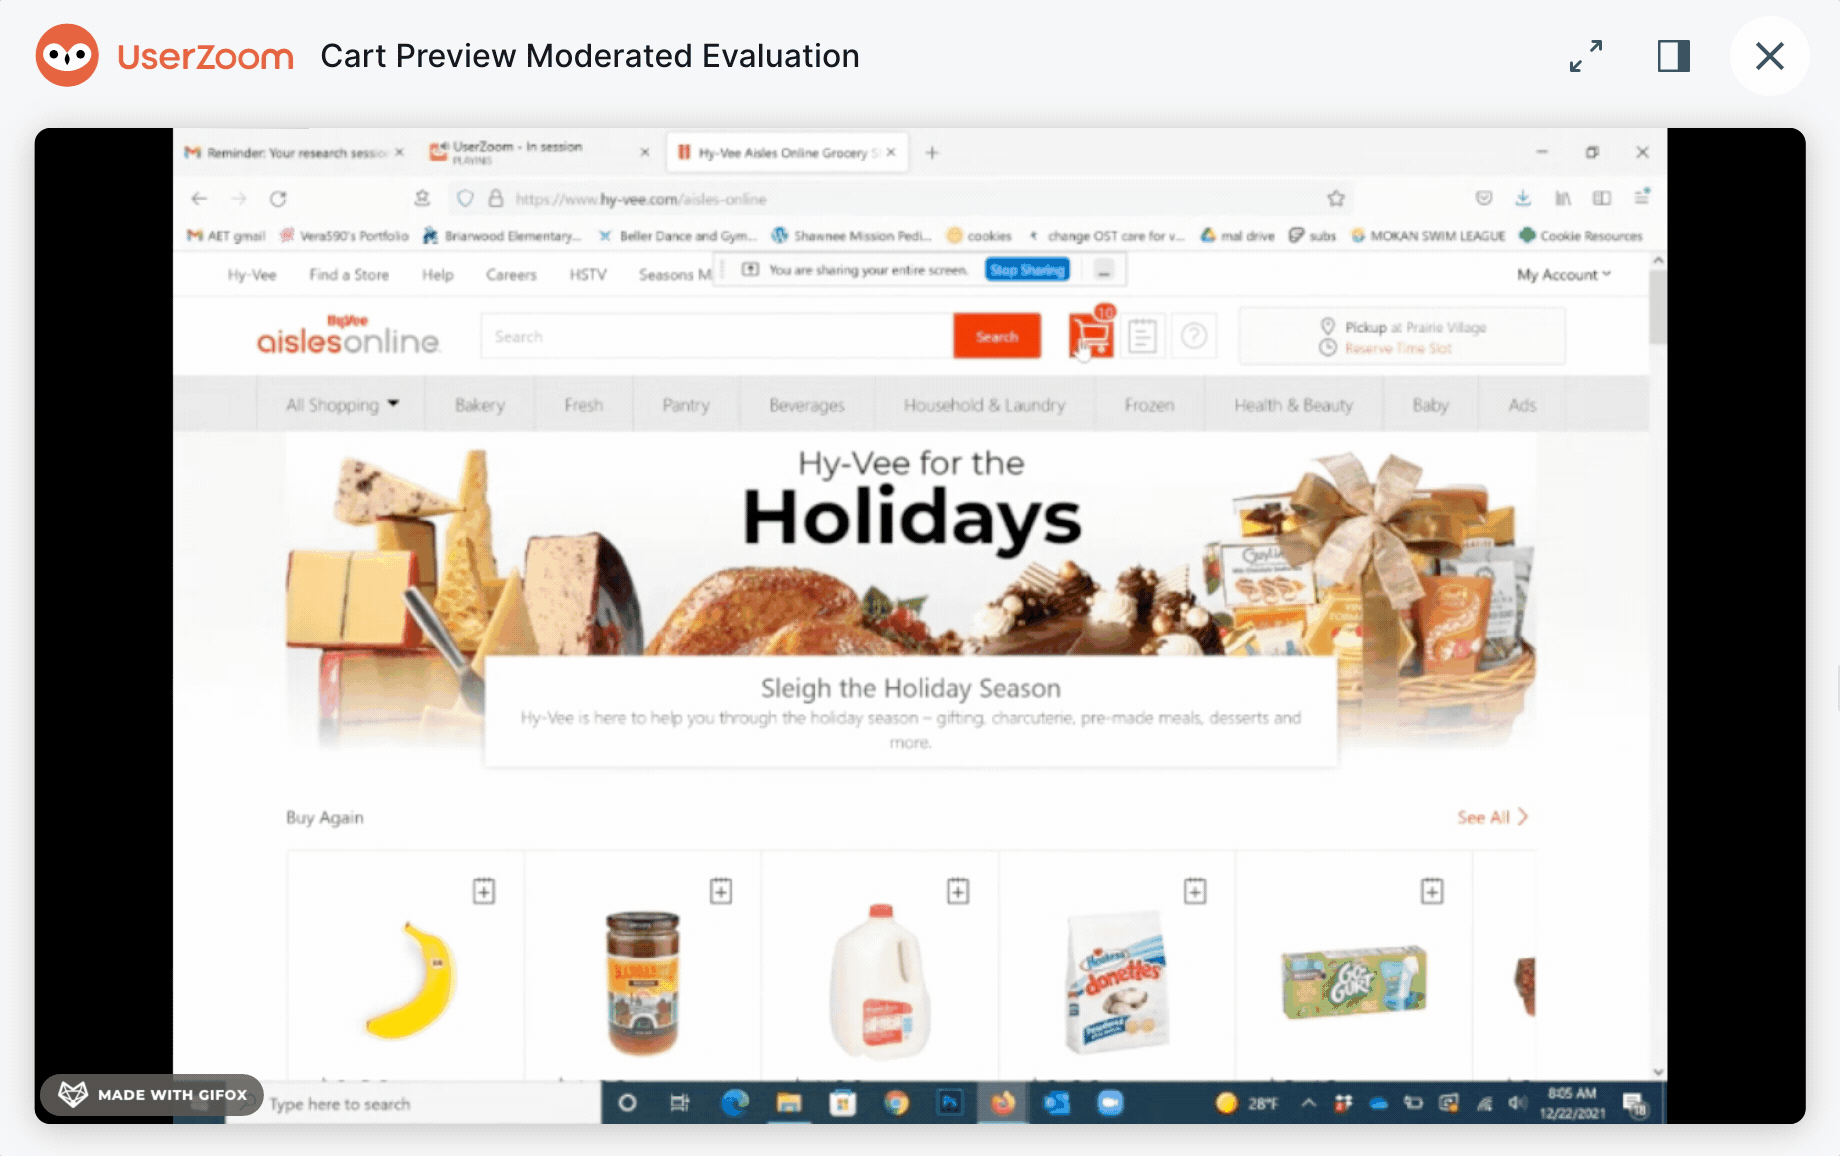 UserZoom Cart Preview Moderated Evaluation
Reminder: Your research sessio
UserZoom - In session
PLAYING
Hy-Vee Aisles Online Grocery S
https://www.hy-vee.com/aisles-online
AET gmail Vera590's Portfolio Briarwood Elementary... Beller Dance and Gym... Shawnee Mission Pedi... cookies change OST care for v... mal drive subs MOKAN SWIM LEAGUE Cookie Resources
Hy-Vee Find a Store Help Careers HSTV Seasons M
You are sharing your entire screen. Stop Sharing
My Account
HyVee
aislesonline
Search
Search
10
Pickup at Prairie Village
Reserve Time Slot
All Shopping Bakery Fresh Pantry Beverages Household & Laundry Frozen Health & Beauty Baby Ads
Hy-Vee for the
Holidays
Sleigh the Holiday Season
Hy-Vee is here to help you through the holiday season – gifting, charcuterie, pre-made meals, desserts and
more.
Buy Again
See All
Hostess
donettes
GO-GURT
MADE WITH GIFOX
Type here to search
28°F
8:05 AM
12/22/2021
18